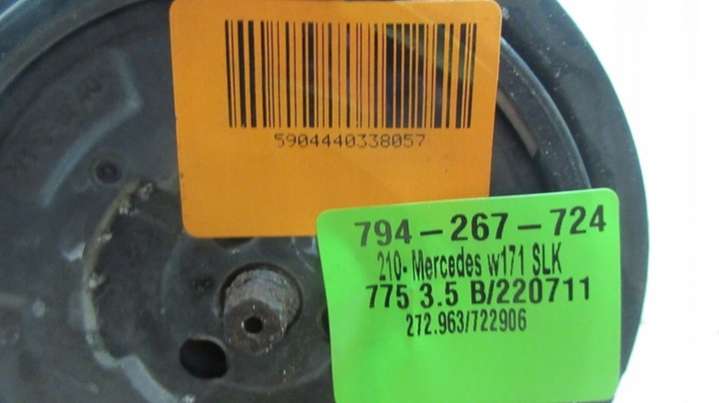 5904440338057
794-267-724
210- Mercedes w171 SLK
775 3.5 B/220711
272.963/722906